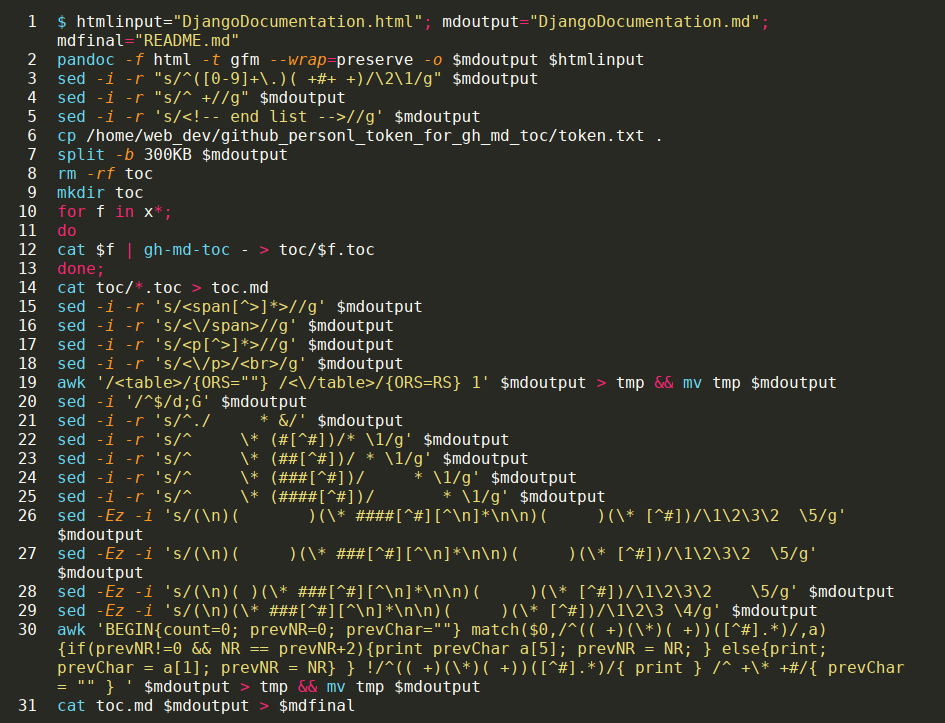 1 $ htmlinput="DjangoDocumentation.html"; mdoutput="DjangoDocumentation.md";
mdfinal="README.md"
2 pandoc -f html -t gfm --wrap=preserve -o $mdoutput $htmlinput
3 sed -i -r "s/^([0-9]+\.)( +#+ +)/\2\1/g" $mdoutput
4 sed -i -r "s/^ +//g" $mdoutput
5 sed -i -r 's/<!-- end list -->//g' $mdoutput
6 cp /home/web_dev/github_personl_token_for_gh_md_toc/token.txt .
7 split -b 300KB $mdoutput
8 rm -rf toc
9 mkdir toc
10 for f in x*;
11 do
12 cat $f | gh-md-toc - > toc/$f.toc
13 done;
14 cat toc/*.toc > toc.md
15 sed -i -r 's/<span[^>]*>//g' $mdoutput
16 sed -i -r 's/<\/span>//g' $mdoutput
17 sed -i -r 's/<p[^>]*>//g' $mdoutput
18 sed -i -r 's/<\/p>/<br>/g' $mdoutput
19 awk '/<table>/{ORS=""} /<\/table>/{ORS=RS} 1' $mdoutput > tmp && mv tmp $mdoutput
20 sed -i '/^$/d;G' $mdoutput
21 sed -i -r 's/^./     * &/' $mdoutput
22 sed -i -r 's/^     \* (#[^#])/* \1/g' $mdoutput
23 sed -i -r 's/^     \* (##[^#])/ * \1/g' $mdoutput
24 sed -i -r 's/^     \* (###[^#])/     * \1/g' $mdoutput
25 sed -i -r 's/^     \* (####[^#])/       * \1/g' $mdoutput
26 sed -Ez -i 's/(\n)(       )(\* ####[^#][^\n]*\n\n)(     )(\* [^#])/\1\2\3\2  \5/g'
$mdoutput
27 sed -Ez -i 's/(\n)(     )(\* ###[^#][^\n]*\n\n)(     )(\* [^#])/\1\2\3\2  \5/g'
$mdoutput
28 sed -Ez -i 's/(\n)( )(\* ###[^#][^\n]*\n\n)(     )(\* [^#])/\1\2\3\2    \5/g' $mdoutput
29 sed -Ez -i 's/(\n)(\* ###[^#][^\n]*\n\n)(     )(\* [^#])/\1\2\3 \4/g' $mdoutput
30 awk 'BEGIN{count=0; prevNR=0; prevChar=""} match($0,/^(( +)(\*)( +))([^#].*)/,a)
{if(prevNR!=0 && NR == prevNR+2){print prevChar a[5]; prevNR = NR; } else{print;
prevChar = a[1]; prevNR = NR} } !/^(( +)(\*)( +))([^#].*)/{ print } /^ +\* +#/{ prevChar
= "" } ' $mdoutput > tmp && mv tmp $mdoutput
31 cat toc.md $mdoutput > $mdfinal